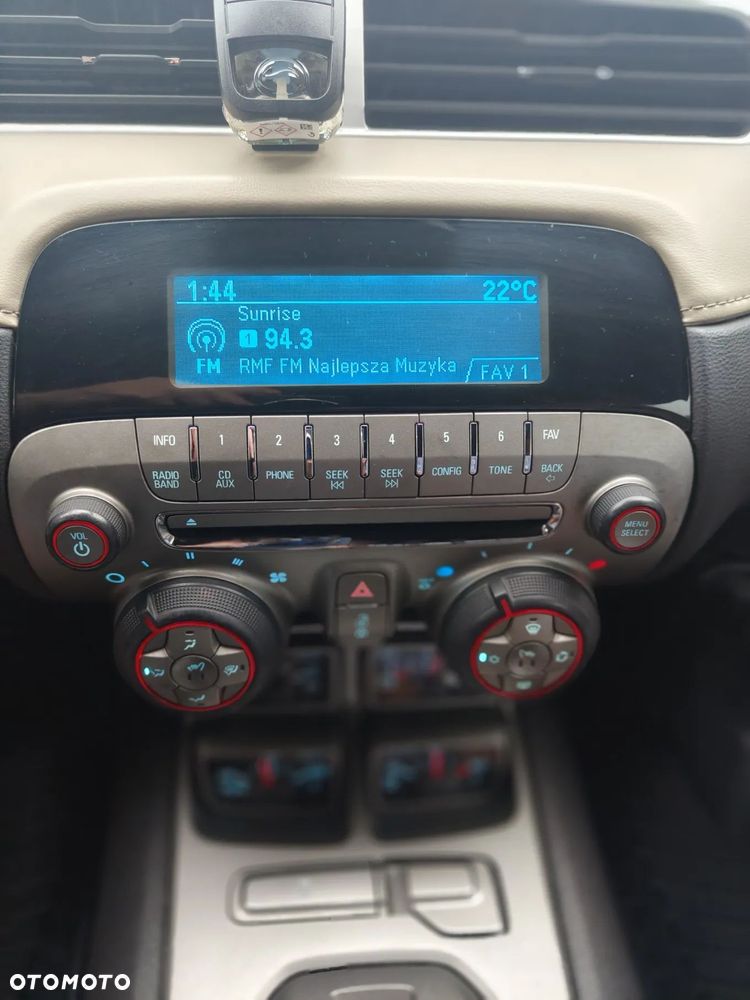 1:44 22°C
Sunrise
1 94.3
FM RMF FM Najlepsza Muzyka FAV 1
INFO 1 2 3 4 5 6 FAV
RADIO BAND CD AUX PHONE SEEK SEEK CONFIG TONE BACK
VOL
MENU SELECT
OTOMOTO